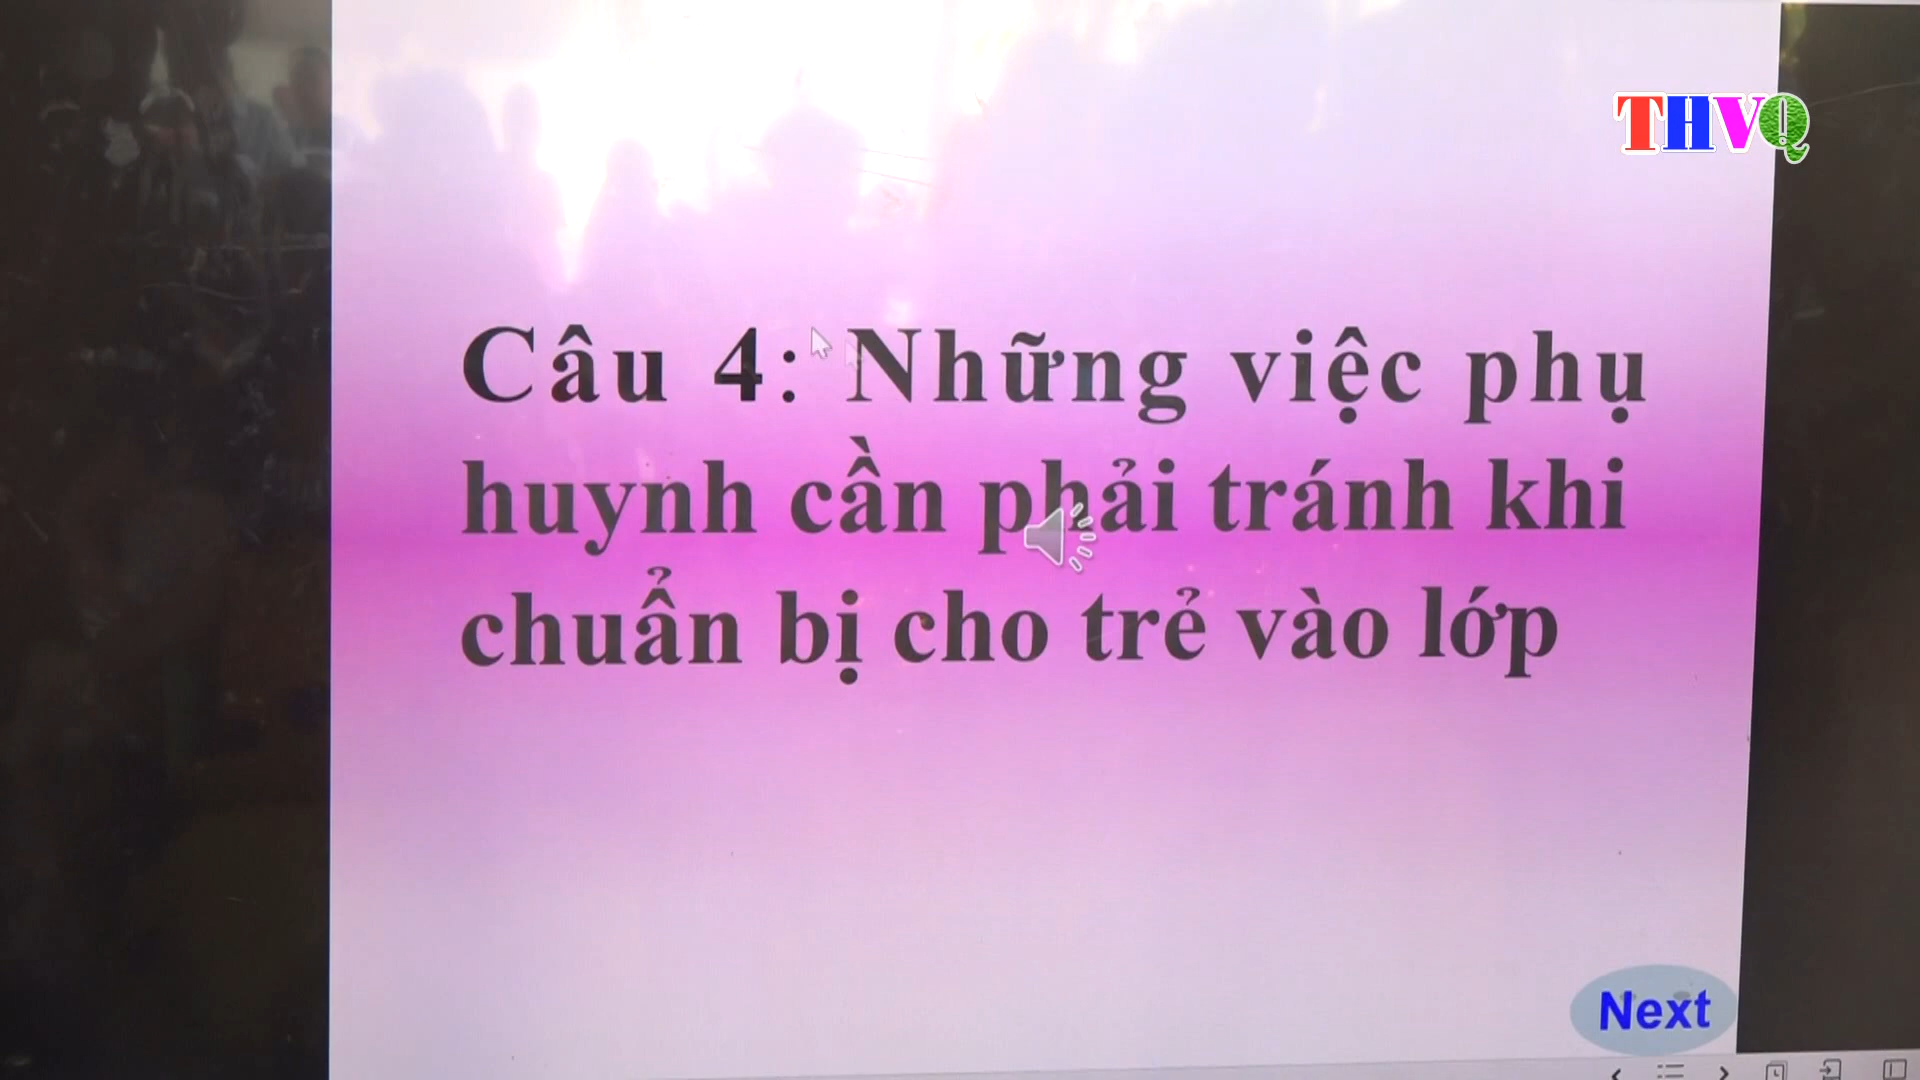 THVQ
Câu 4: Những việc phụ
huynh cần phải tránh khi
chuẩn bị cho trẻ vào lớp
Next